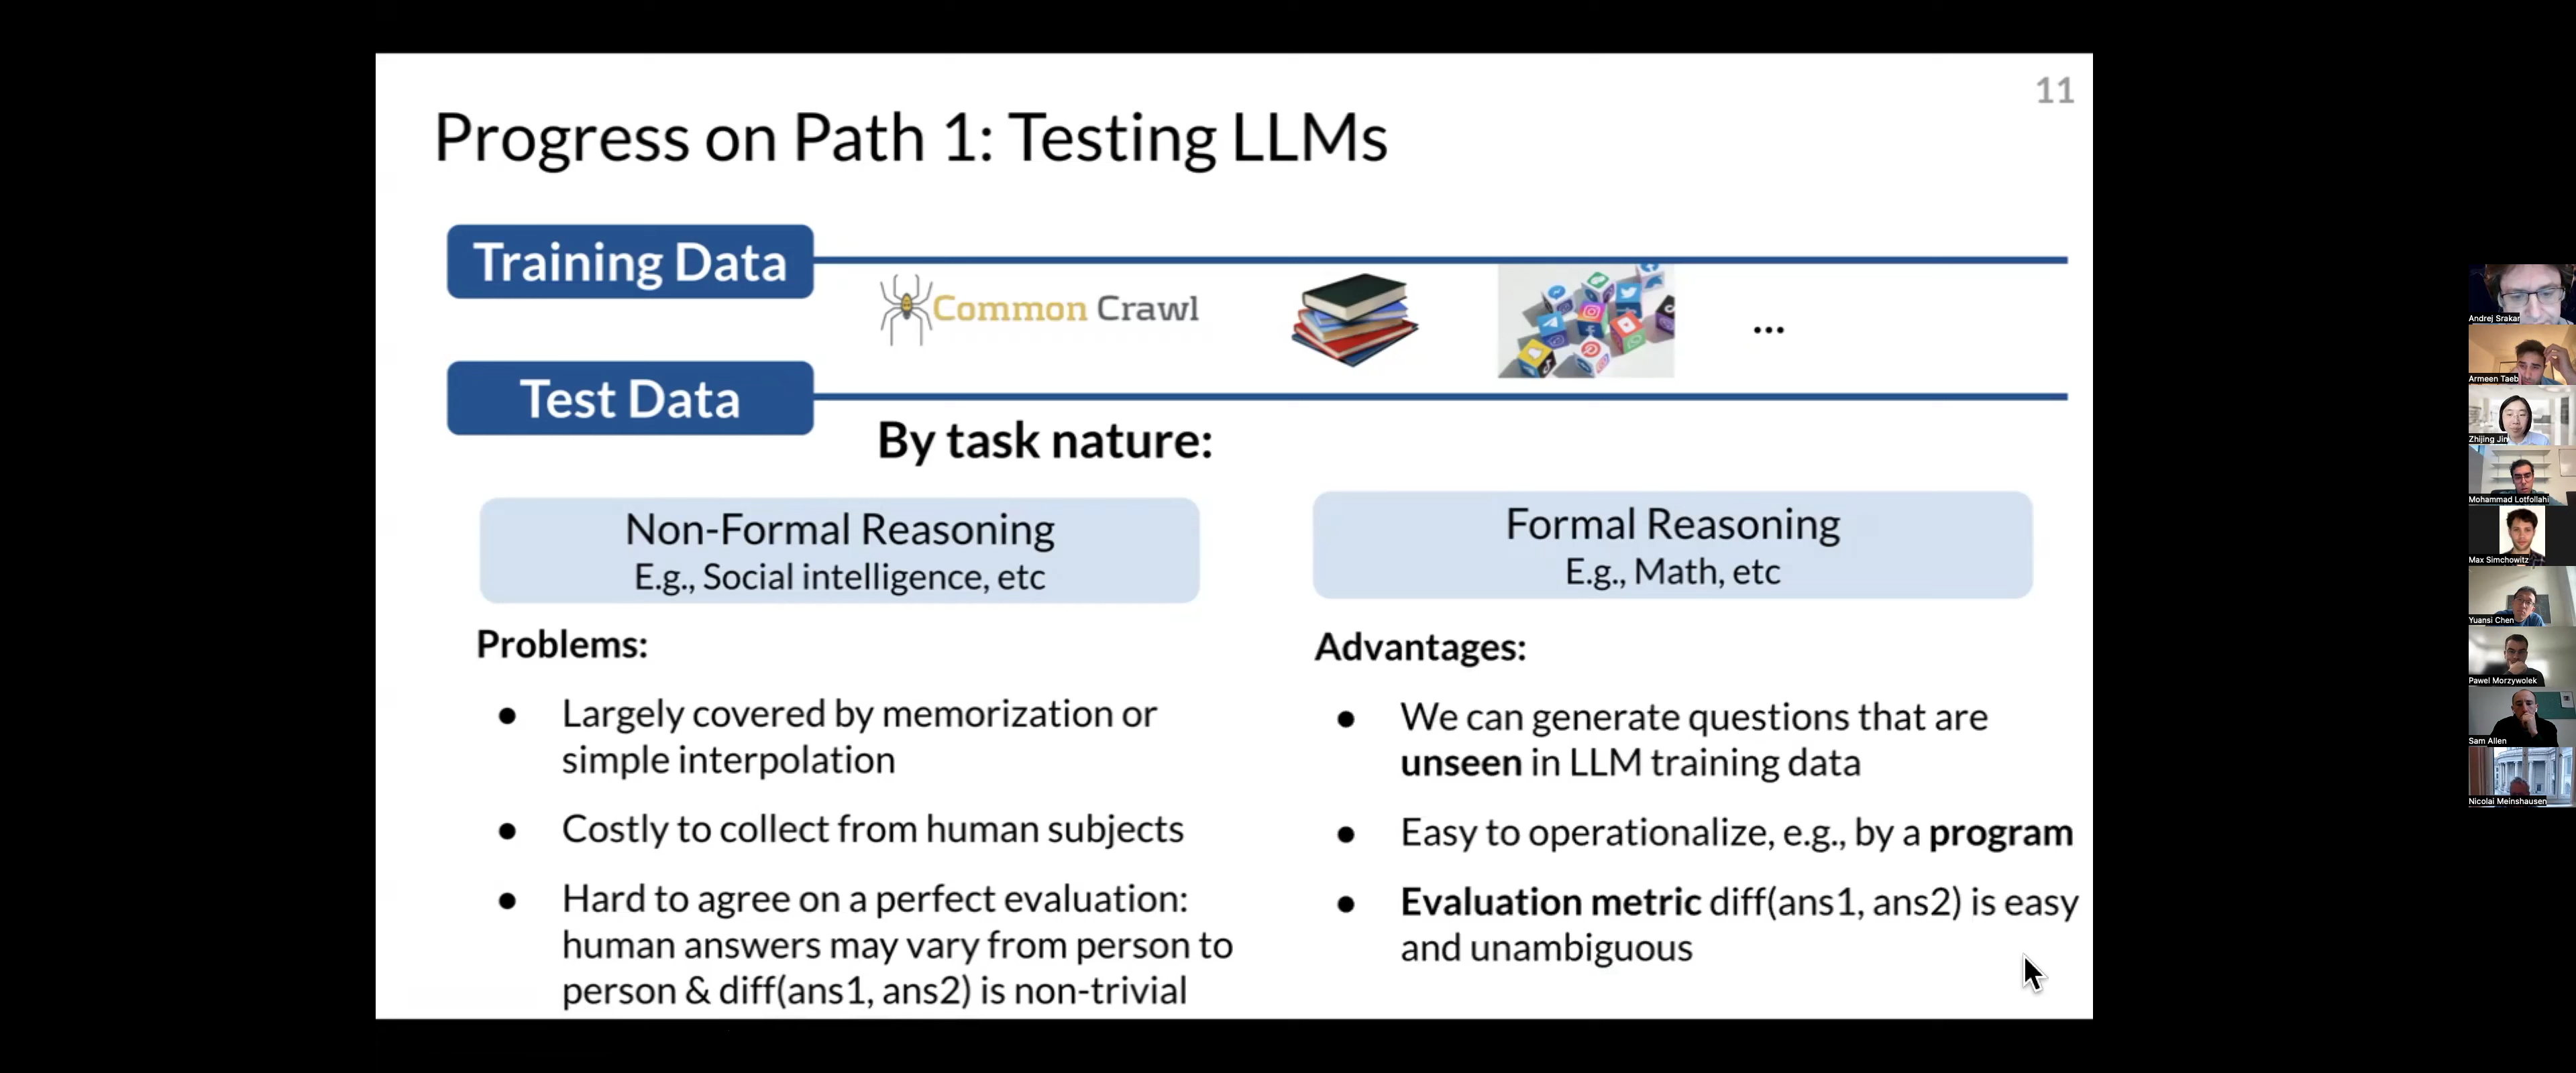 11
Progress on Path 1: Testing LLMs
Training Data
Common Crawl
...
Test Data
By task nature:
Non-Formal Reasoning
E.g., Social intelligence, etc
Problems:
● Largely covered by memorization or
simple interpolation
● Costly to collect from human subjects
● Hard to agree on a perfect evaluation:
human answers may vary from person to
person & diff(ans1, ans2) is non-trivial
Formal Reasoning
E.g., Math, etc
Advantages:
● We can generate questions that are
unseen in LLM training data
● Easy to operationalize, e.g., by a program
● Evaluation metric diff(ans1, ans2) is easy
and unambiguous
Andrej Srakar
Armeen Taeb
Zhijing Jin
Mohammad Lotfollahi
Max Simchowitz
Yuansi Chen
Pawel Morzywolek
Sam Allen
Nicolai Meinshausen